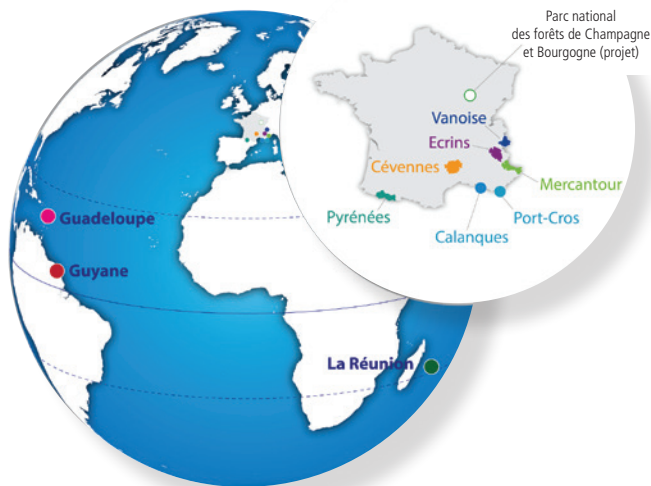 Parc national
des forêts de Champagne
et Bourgogne (projet)
Vanoise
Ecrins
Cévennes
Mercantour
Pyrénées
Port-Cros
Calanques
Guadeloupe
Guyane
La Réunion